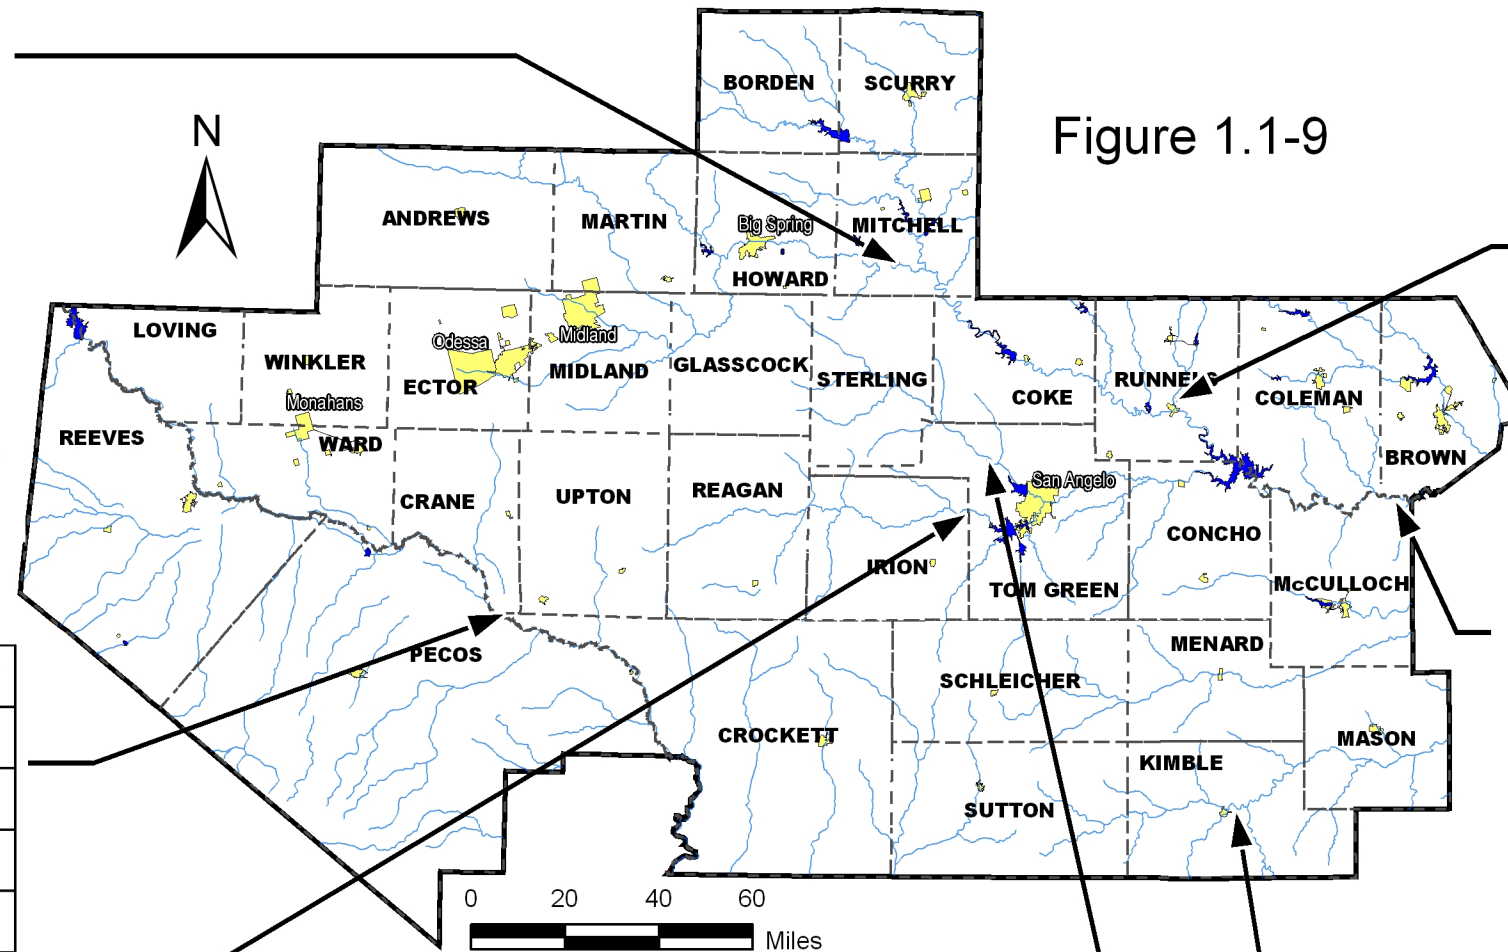 BORDEN
SCURRY
Figure 1.1-9
N
ANDREWS
MARTIN
Big Spring
MITCHELL
HOWARD
LOVING
WINKLER
Odessa
Midland
ECTOR
MIDLAND
GLASSCOCK
STERLING
COKE
RUNNELS
COLEMAN
Monahans
REEVES
WARD
BROWN
CRANE
UPTON
REAGAN
San Angelo
CONCHO
IRION
TOM GREEN
McCULLOCH
PECOS
MENARD
SCHLEICHER
CROCKETT
MASON
KIMBLE
SUTTON
0 20 40 60
Miles